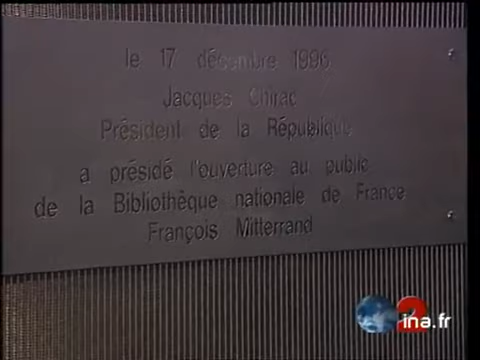 le 17 décembre 1996
Jacques Chirac
Président de la République
a présidé l'ouverture au public
de la Bibliothèque nationale de France
François Mitterrand
2
ina.fr